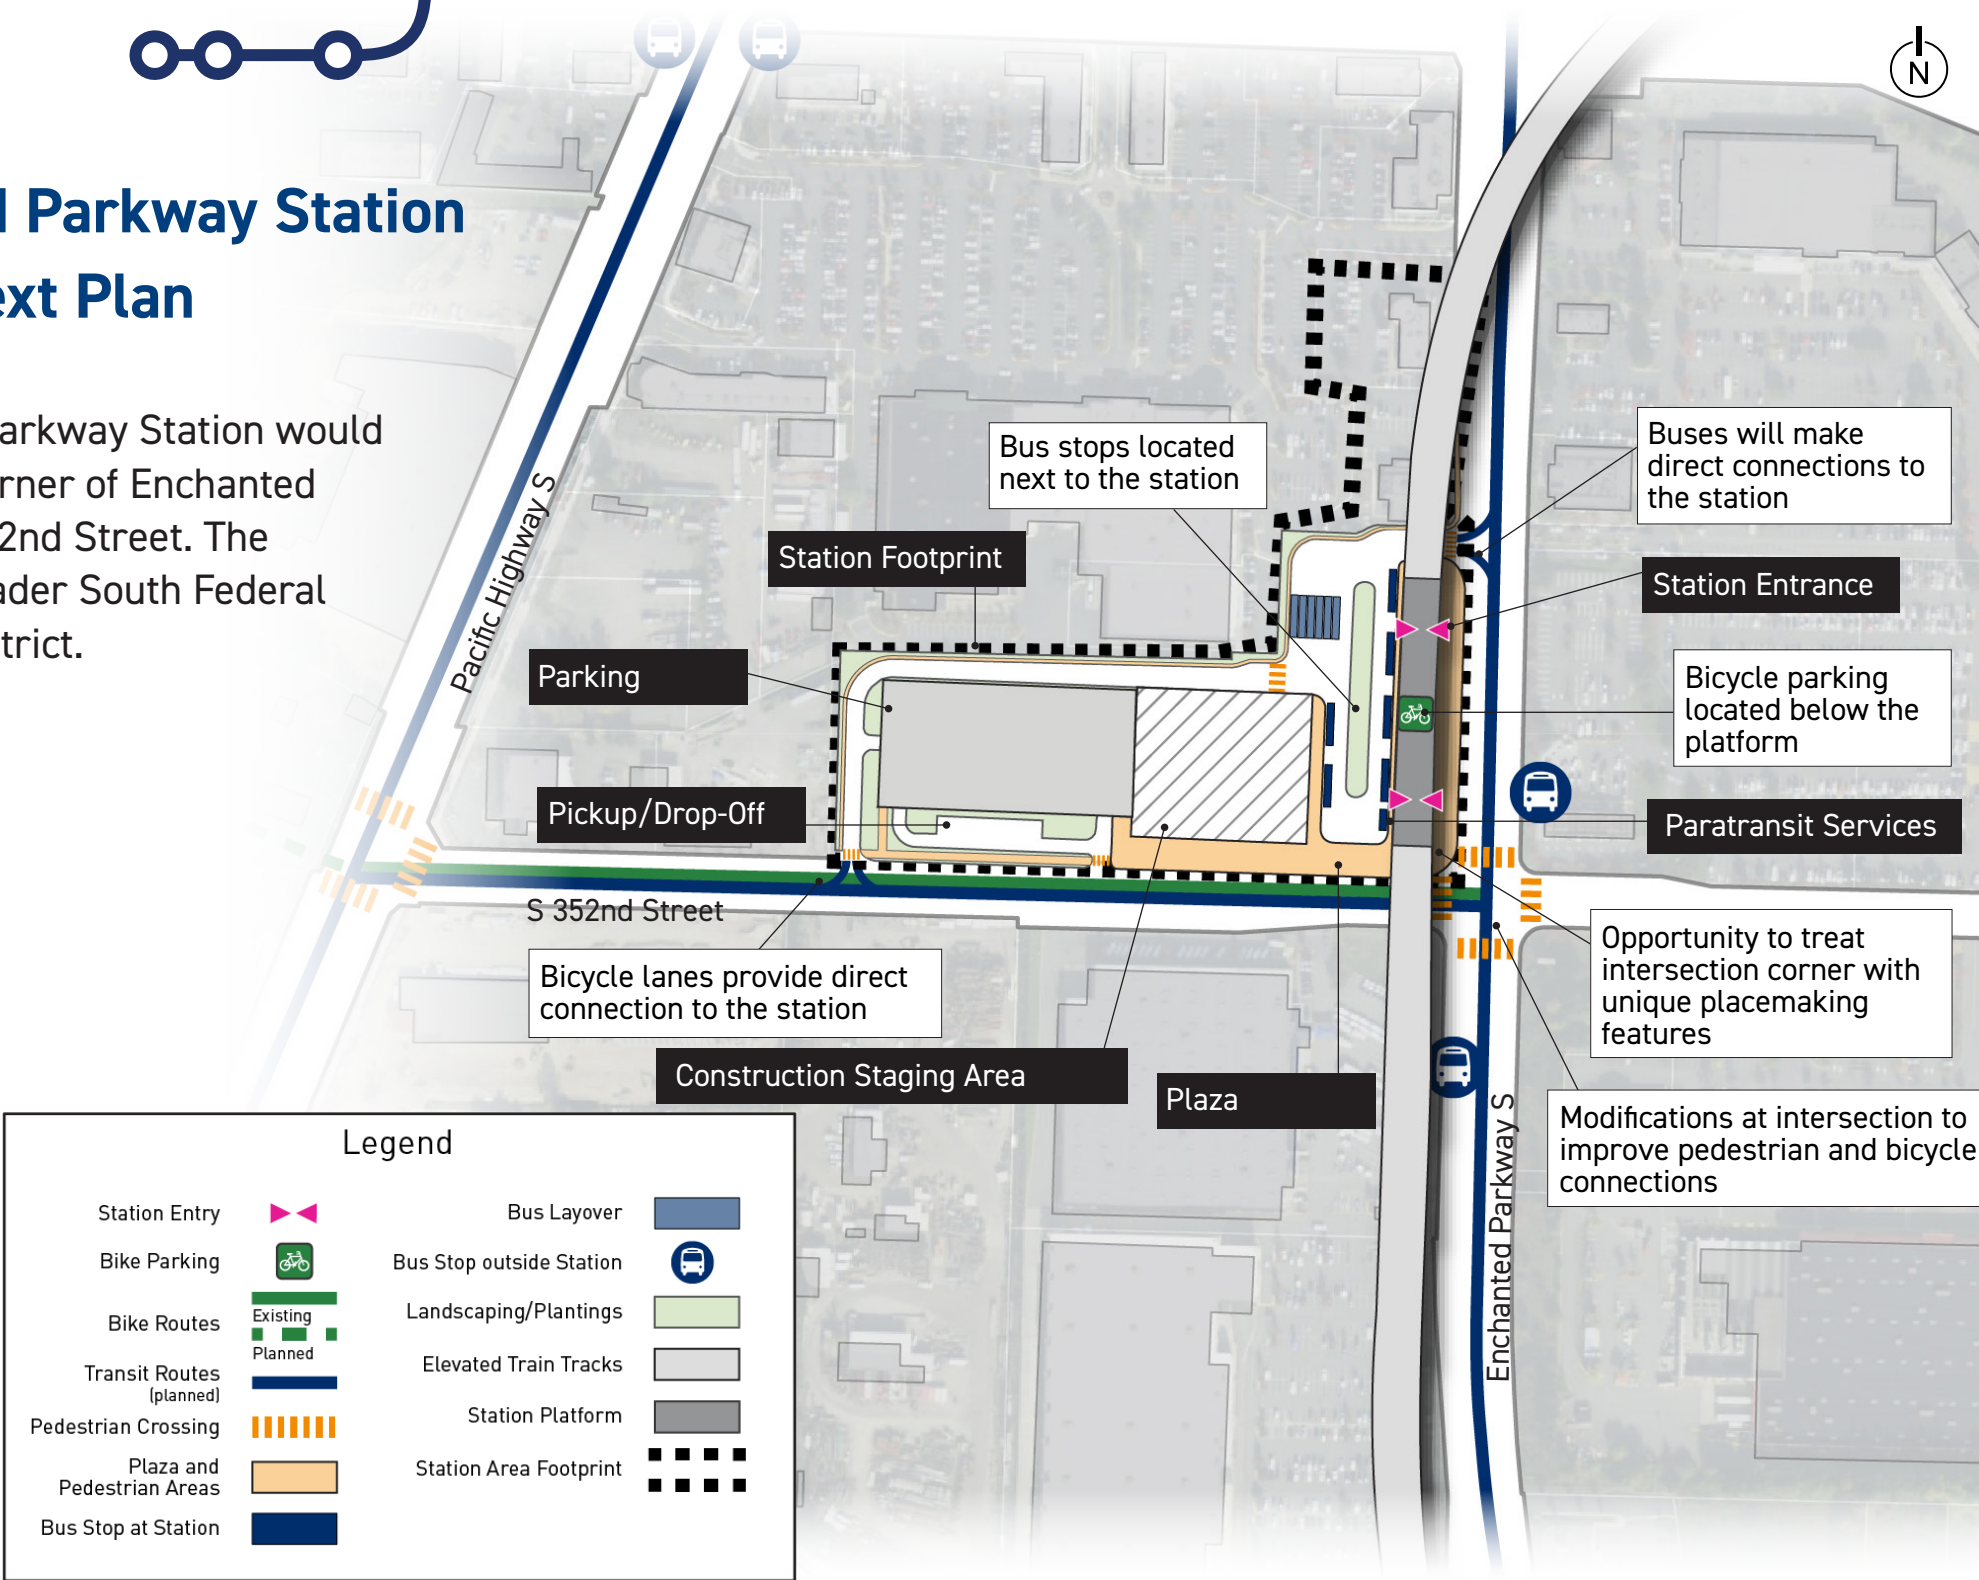 N
Parkway Station
ext Plan
arkway Station would
rner of Enchanted
2nd Street. The
ader South Federal
trict.
Pacific Highway S
Bus stops located
next to the station
Buses will make
direct connections to
the station
Station Footprint
Station Entrance
Parking
Bicycle parking
located below the
platform
Pickup/Drop-Off
Paratransit Services
S 352nd Street
Bicycle lanes provide direct
connection to the station
Opportunity to treat
intersection corner with
unique placemaking
features
Construction Staging Area
Plaza
Modifications at intersection to
improve pedestrian and bicycle
connections
Enchanted Parkway S
Legend
Station Entry
Bike Parking
Bike Routes
Existing
Planned
Transit Routes
(planned)
Pedestrian Crossing
Plaza and
Pedestrian Areas
Bus Stop at Station
Bus Layover
Bus Stop outside Station
Landscaping/Plantings
Elevated Train Tracks
Station Platform
Station Area Footprint